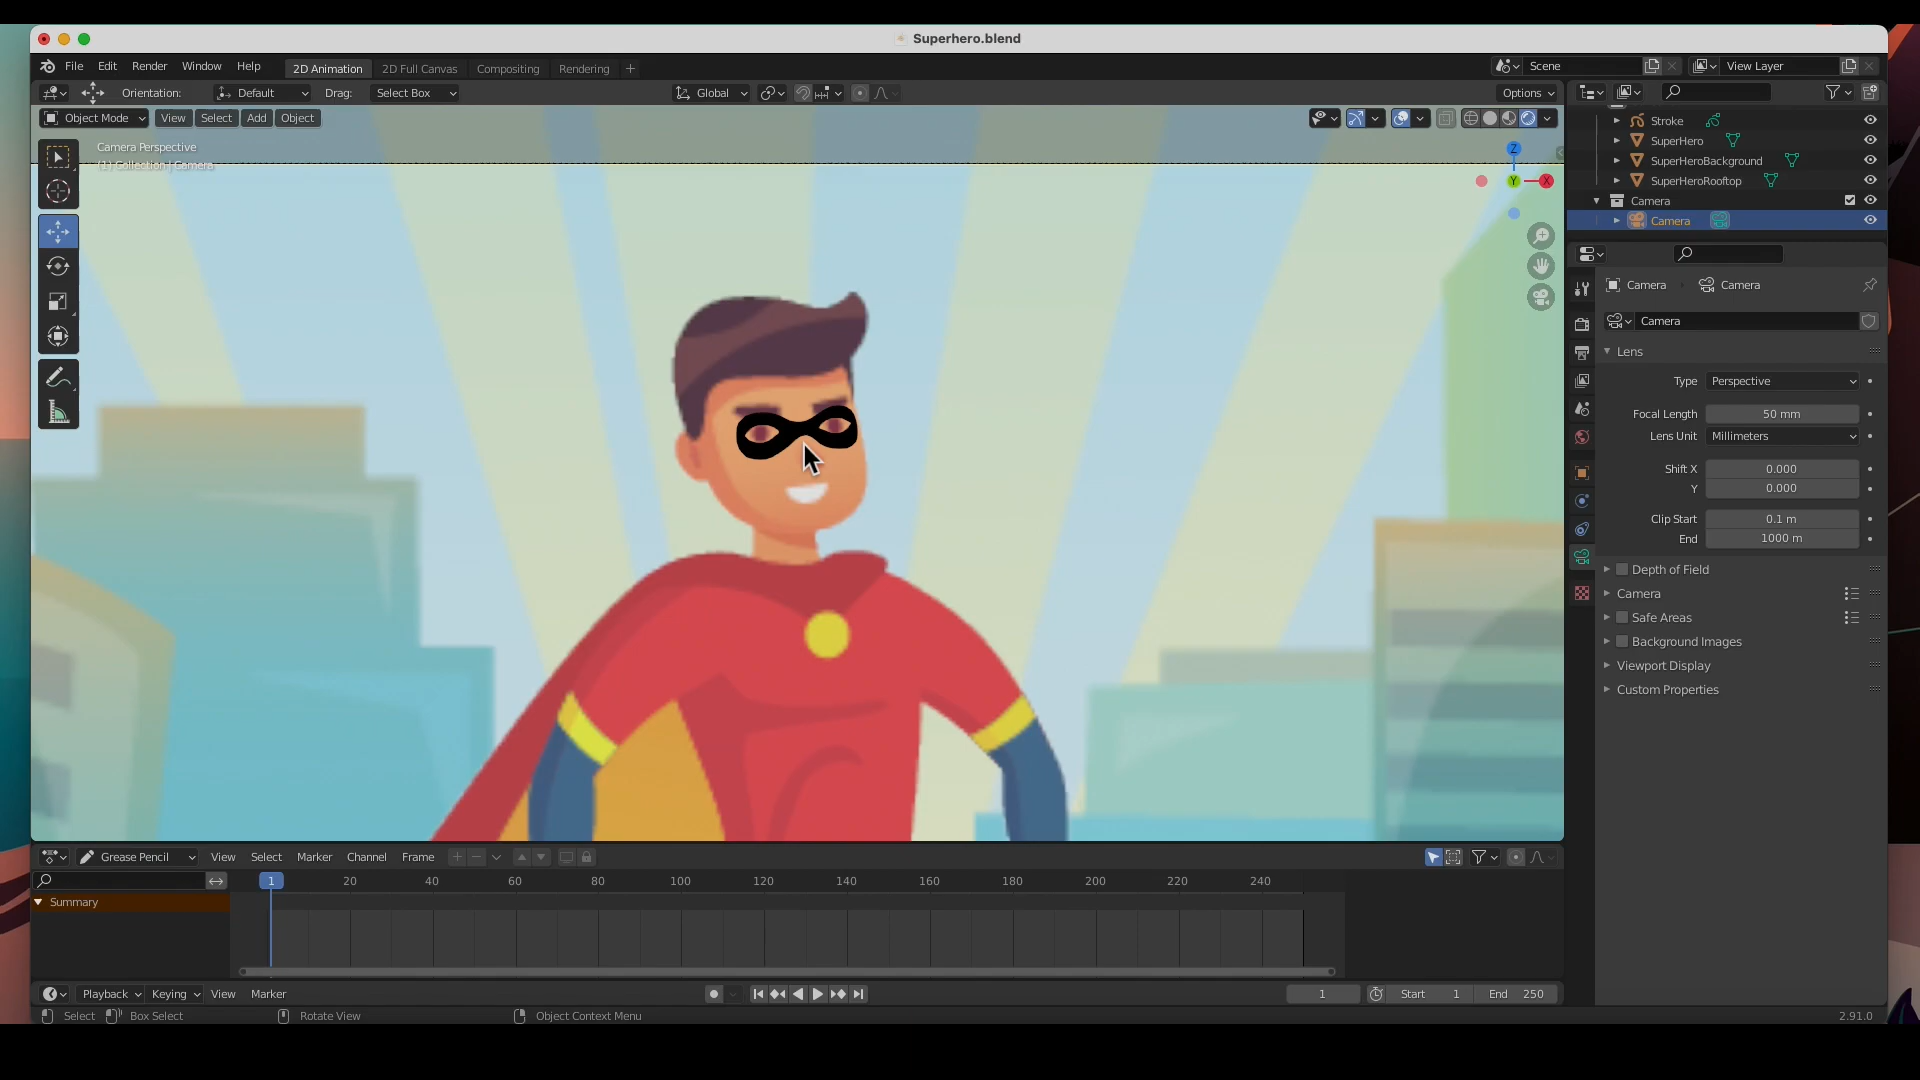 Superhero.blend
File Edit Render Window Help 2D Animation 2D Full Canvas Compositing Rendering + Scene View Layer
Orientation: Default Drag: Select Box Global Options
Object Mode View Select Add Object
Camera Perspective
(1) Collection | Camera
Z
Y X
Stroke
SuperHero
SuperHeroBackground
SuperHeroRooftop
Camera
Camera
Camera Camera
Camera
Lens
Type Perspective
Focal Length 50 mm
Lens Unit Millimeters
Shift X 0.000
Y 0.000
Clip Start 0.1 m
End 1000 m
Depth of Field
Camera
Safe Areas
Background Images
Viewport Display
Custom Properties
Grease Pencil View Select Marker Channel Frame
1 20 40 60 80 100 120 140 160 180 200 220 240
Summary
Playback Keying View Marker 1 Start 1 End 250
Select Box Select Rotate View Object Context Menu 2.91.0